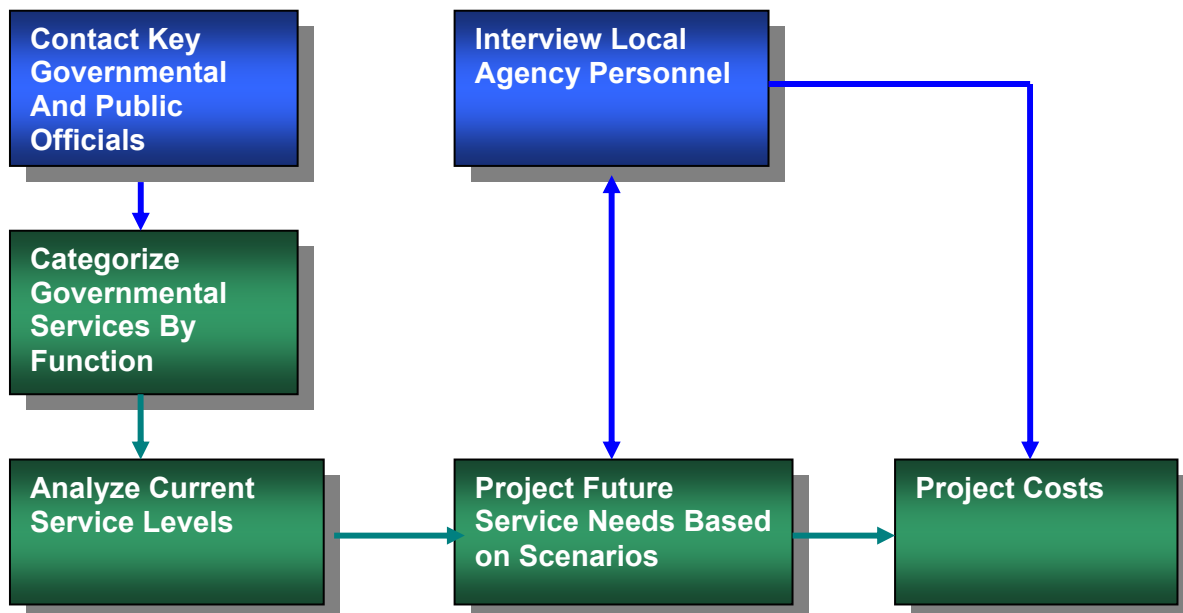 Contact Key
Governmental
And Public
Officials
Interview Local
Agency Personnel
Categorize
Governmental
Services By
Function
Analyze Current
Service Levels
Project Future
Service Needs Based
on Scenarios
Project Costs